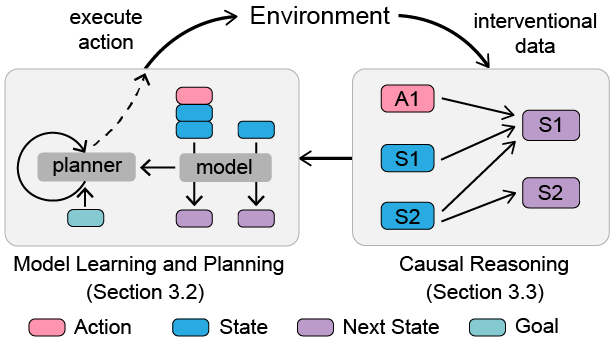 execute
action
Environment
interventional
data
planner
model
A1
S1
S2
S1
S2
Model Learning and Planning
(Section 3.2)
Causal Reasoning
(Section 3.3)
Action
State
Next State
Goal